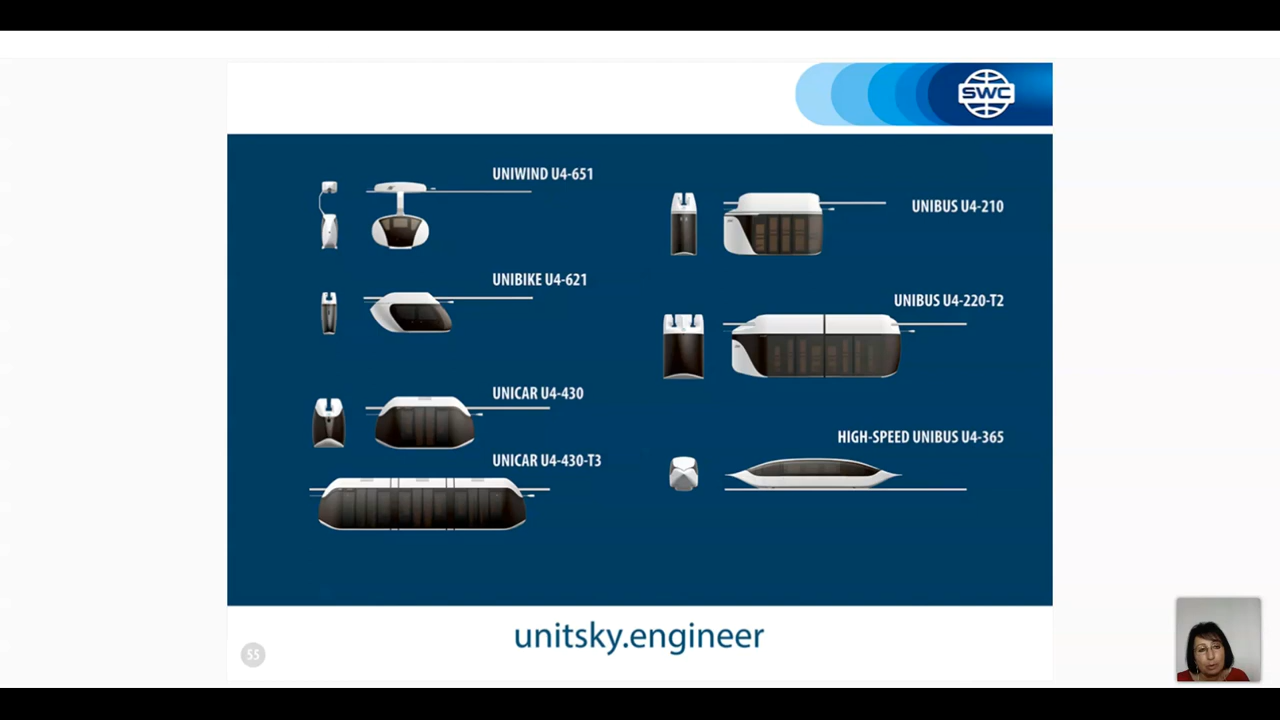 SWC
UNIWIND U4-651
UNIBIKE U4-621
UNICAR U4-430
UNICAR U4-430-T3
UNIBUS U4-210
UNIBUS U4-220-T2
HIGH-SPEED UNIBUS U4-365
unitsky.engineer
55